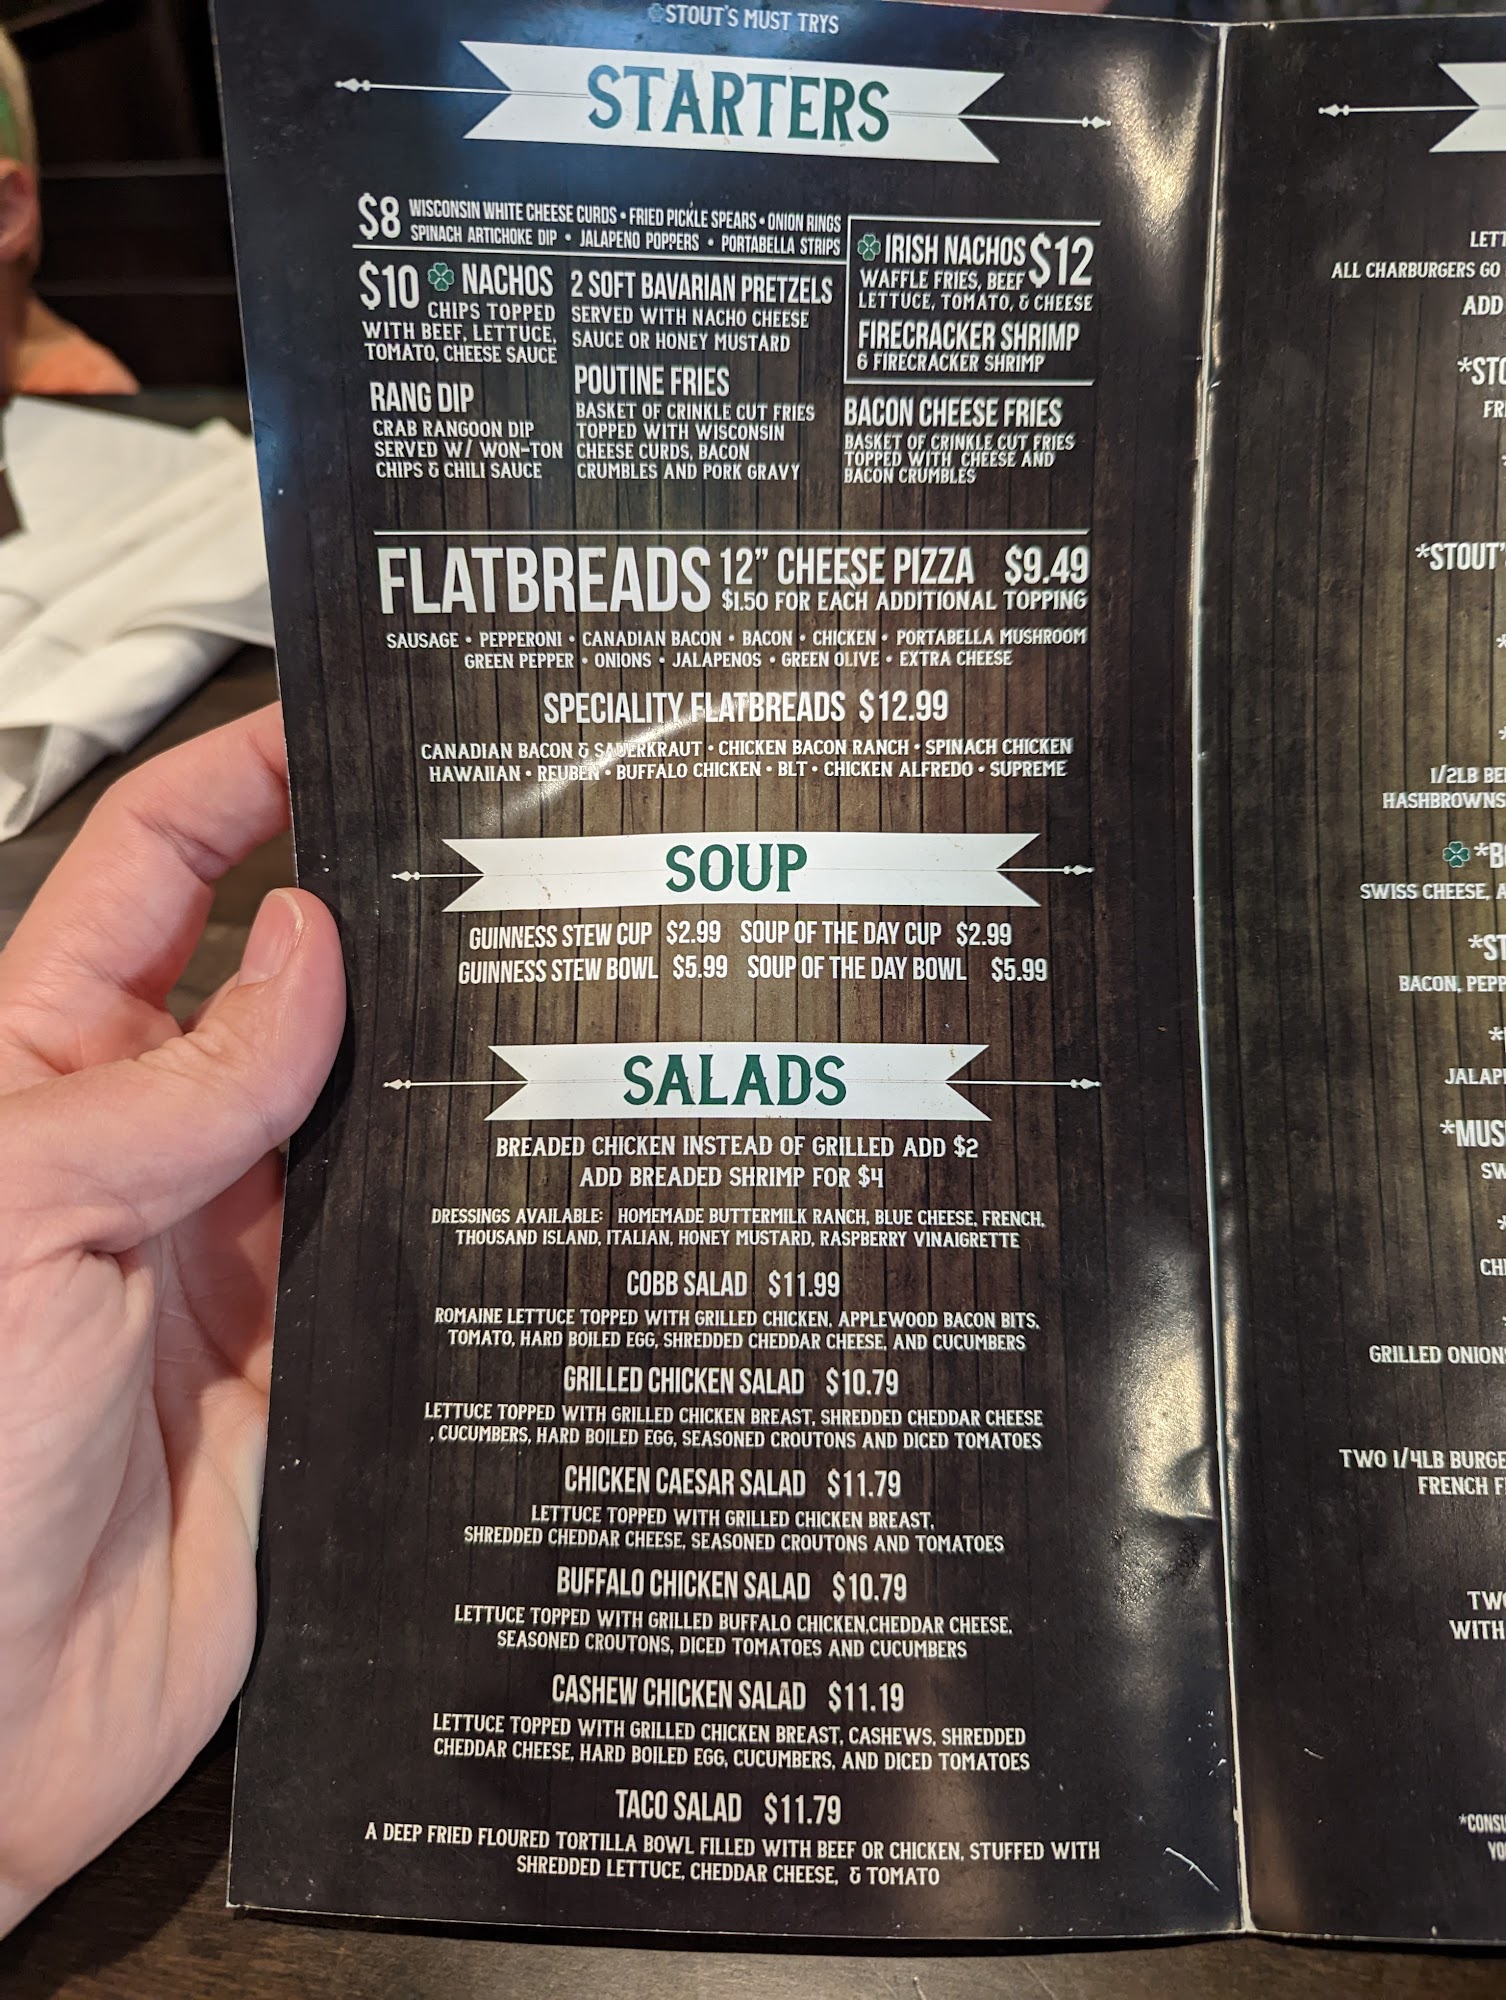 STOUT'S MUST TRYS
STARTERS
$8 WISCONSIN WHITE CHEESE CURDS • FRIED PICKLE SPEARS • ONION RINGS
SPINACH ARTICHOKE DIP • JALAPENO POPPERS • PORTABELLA STRIPS
$10 NACHOS
CHIPS TOPPED
WITH BEEF, LETTUCE,
TOMATO, CHEESE SAUCE
RANG DIP
CRAB RANGOON DIP
SERVED W/ WON-TON
CHIPS & CHILI SAUCE
2 SOFT BAVARIAN PRETZELS
SERVED WITH NACHO CHEESE
SAUCE OR HONEY MUSTARD
POUTINE FRIES
BASKET OF CRINKLE CUT FRIES
TOPPED WITH WISCONSIN
CHEESE CURDS, BACON
CRUMBLES AND PORK GRAVY
IRISH NACHOS $12
WAFFLE FRIES, BEEF
LETTUCE, TOMATO, & CHEESE
FIRECRACKER SHRIMP
6 FIRECRACKER SHRIMP
BACON CHEESE FRIES
BASKET OF CRINKLE CUT FRIES
TOPPED WITH CHEESE AND
BACON CRUMBLES
FLATBREADS 12" CHEESE PIZZA $9.49
$1.50 FOR EACH ADDITIONAL TOPPING
SAUSAGE • PEPPERONI • CANADIAN BACON • BACON • CHICKEN • PORTABELLA MUSHROOM
GREEN PEPPER • ONIONS • JALAPENOS • GREEN OLIVE • EXTRA CHEESE
SPECIALITY FLATBREADS $12.99
CANADIAN BACON & SAUERKRAUT • CHICKEN BACON RANCH • SPINACH CHICKEN
HAWAIIAN • REUBEN • BUFFALO CHICKEN • BLT • CHICKEN ALFREDO • SUPREME
SOUP
GUINNESS STEW CUP $2.99 SOUP OF THE DAY CUP $2.99
GUINNESS STEW BOWL $5.99 SOUP OF THE DAY BOWL $5.99
SALADS
BREADED CHICKEN INSTEAD OF GRILLED ADD $2
ADD BREADED SHRIMP FOR $4
DRESSINGS AVAILABLE: HOMEMADE BUTTERMILK RANCH, BLUE CHEESE, FRENCH,
THOUSAND ISLAND, ITALIAN, HONEY MUSTARD, RASPBERRY VINAIGRETTE
COBB SALAD $11.99
ROMAINE LETTUCE TOPPED WITH GRILLED CHICKEN, APPLEWOOD BACON BITS,
TOMATO, HARD BOILED EGG, SHREDDED CHEDDAR CHEESE, AND CUCUMBERS
GRILLED CHICKEN SALAD $10.79
LETTUCE TOPPED WITH GRILLED CHICKEN BREAST, SHREDDED CHEDDAR CHEESE
, CUCUMBERS, HARD BOILED EGG, SEASONED CROUTONS AND DICED TOMATOES
CHICKEN CAESAR SALAD $11.79
LETTUCE TOPPED WITH GRILLED CHICKEN BREAST,
SHREDDED CHEDDAR CHEESE, SEASONED CROUTONS AND TOMATOES
BUFFALO CHICKEN SALAD $10.79
LETTUCE TOPPED WITH GRILLED BUFFALO CHICKEN,CHEDDAR CHEESE,
SEASONED CROUTONS, DICED TOMATOES AND CUCUMBERS
CASHEW CHICKEN SALAD $11.19
LETTUCE TOPPED WITH GRILLED CHICKEN BREAST, CASHEWS, SHREDDED
CHEDDAR CHEESE, HARD BOILED EGG, CUCUMBERS, AND DICED TOMATOES
TACO SALAD $11.79
A DEEP FRIED FLOURED TORTILLA BOWL FILLED WITH BEEF OR CHICKEN, STUFFED WITH
SHREDDED LETTUCE, CHEDDAR CHEESE, & TOMATO
ALL CHARBURGERS GO
ADD
*STOUT'
1/2LB
HASHBROWNS
SWISS CHEESE,
BACON,
GRILLED
TWO 1/4LB
FRENCH
WITH